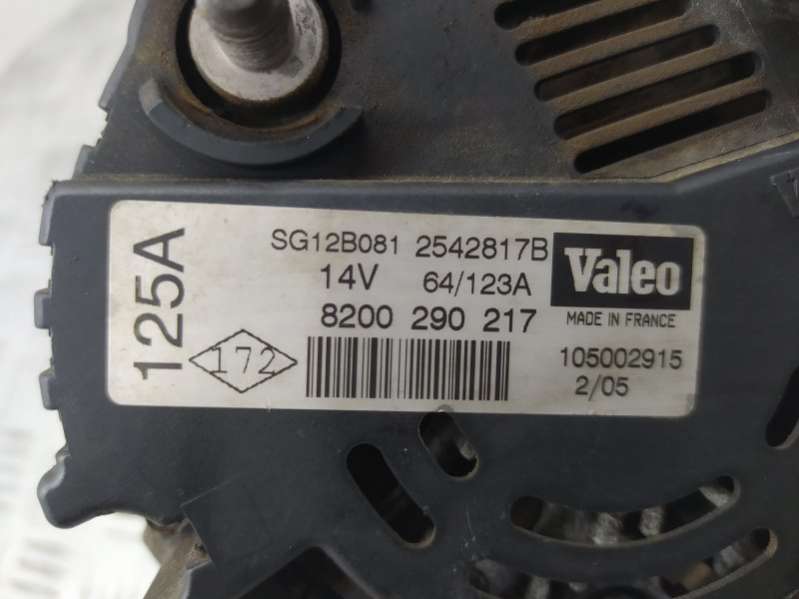 125A
SG12B081 2542817B
14V 64/123A
8200 290 217
172
Valeo
MADE IN FRANCE
105002915
2/05